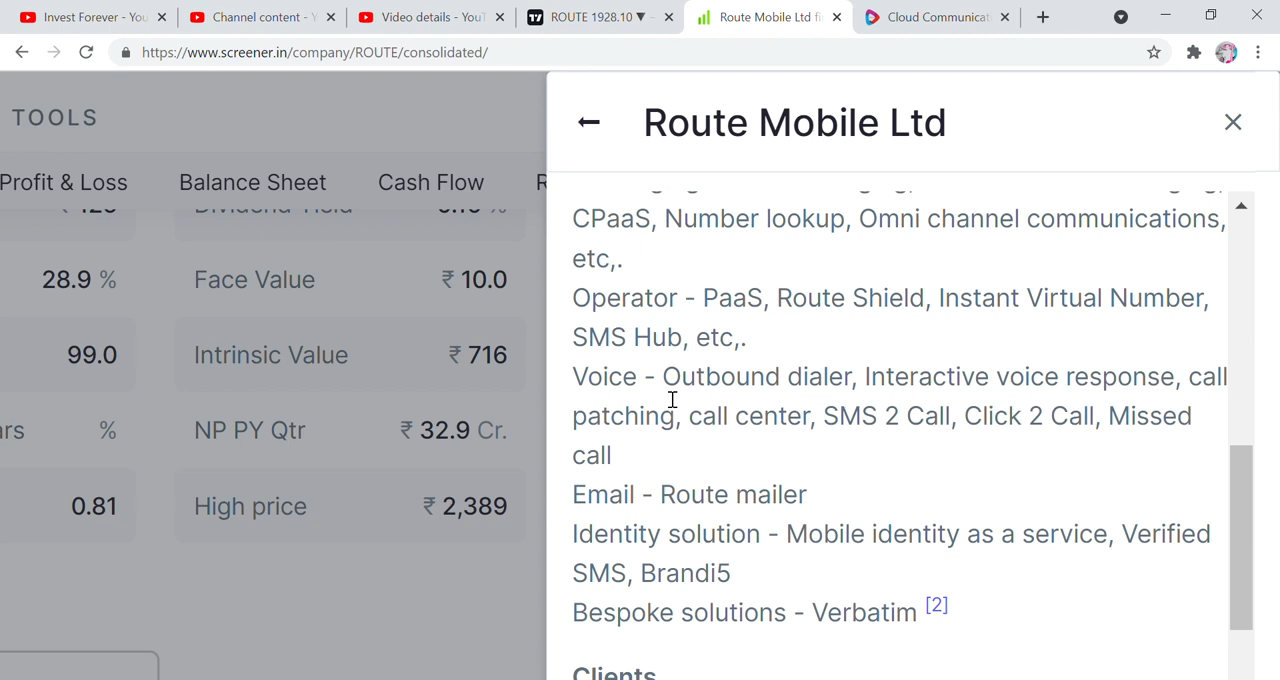 Invest Forever - You
Channel content - Y
Video details - You
ROUTE 1928.10 ▼
Route Mobile Ltd fi
Cloud Communicat
https://www.screener.in/company/ROUTE/consolidated/
TOOLS
Profit & Loss Balance Sheet Cash Flow R
28.9 % Face Value ₹ 10.0
99.0 Intrinsic Value ₹ 716
ars % NP PY Qtr ₹ 32.9 Cr.
0.81 High price ₹ 2,389
← Route Mobile Ltd ×
CPaaS, Number lookup, Omni channel communications,
etc,.
Operator - PaaS, Route Shield, Instant Virtual Number,
SMS Hub, etc,.
Voice - Outbound dialer, Interactive voice response, call
patching, call center, SMS 2 Call, Click 2 Call, Missed
call
Email - Route mailer
Identity solution - Mobile identity as a service, Verified
SMS, Brandi5
Bespoke solutions - Verbatim [2]
Clients